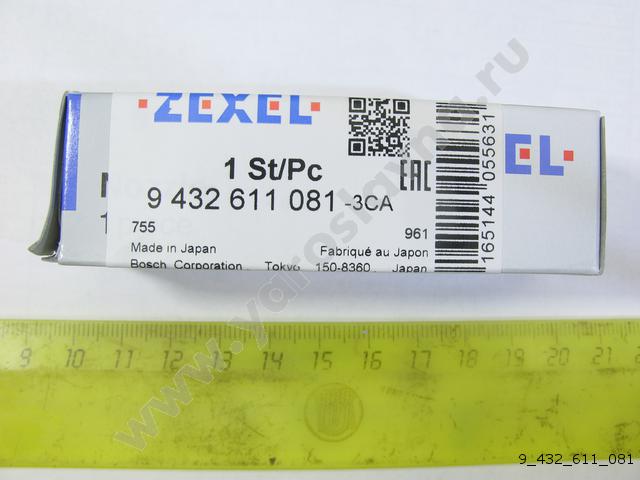 ZEXEL
1 St/Pc
9 432 611 081 -3CA
755
961
Made in Japan
Fabriqué au Japon
Bosch Corporation, Tokyo 150-8360, Japan
EAC
165144 055631
EL
9 10 11 12 13 14 15 16 17 18 19 20 21 22
www.yaroslavna.ru
9_432_611_081